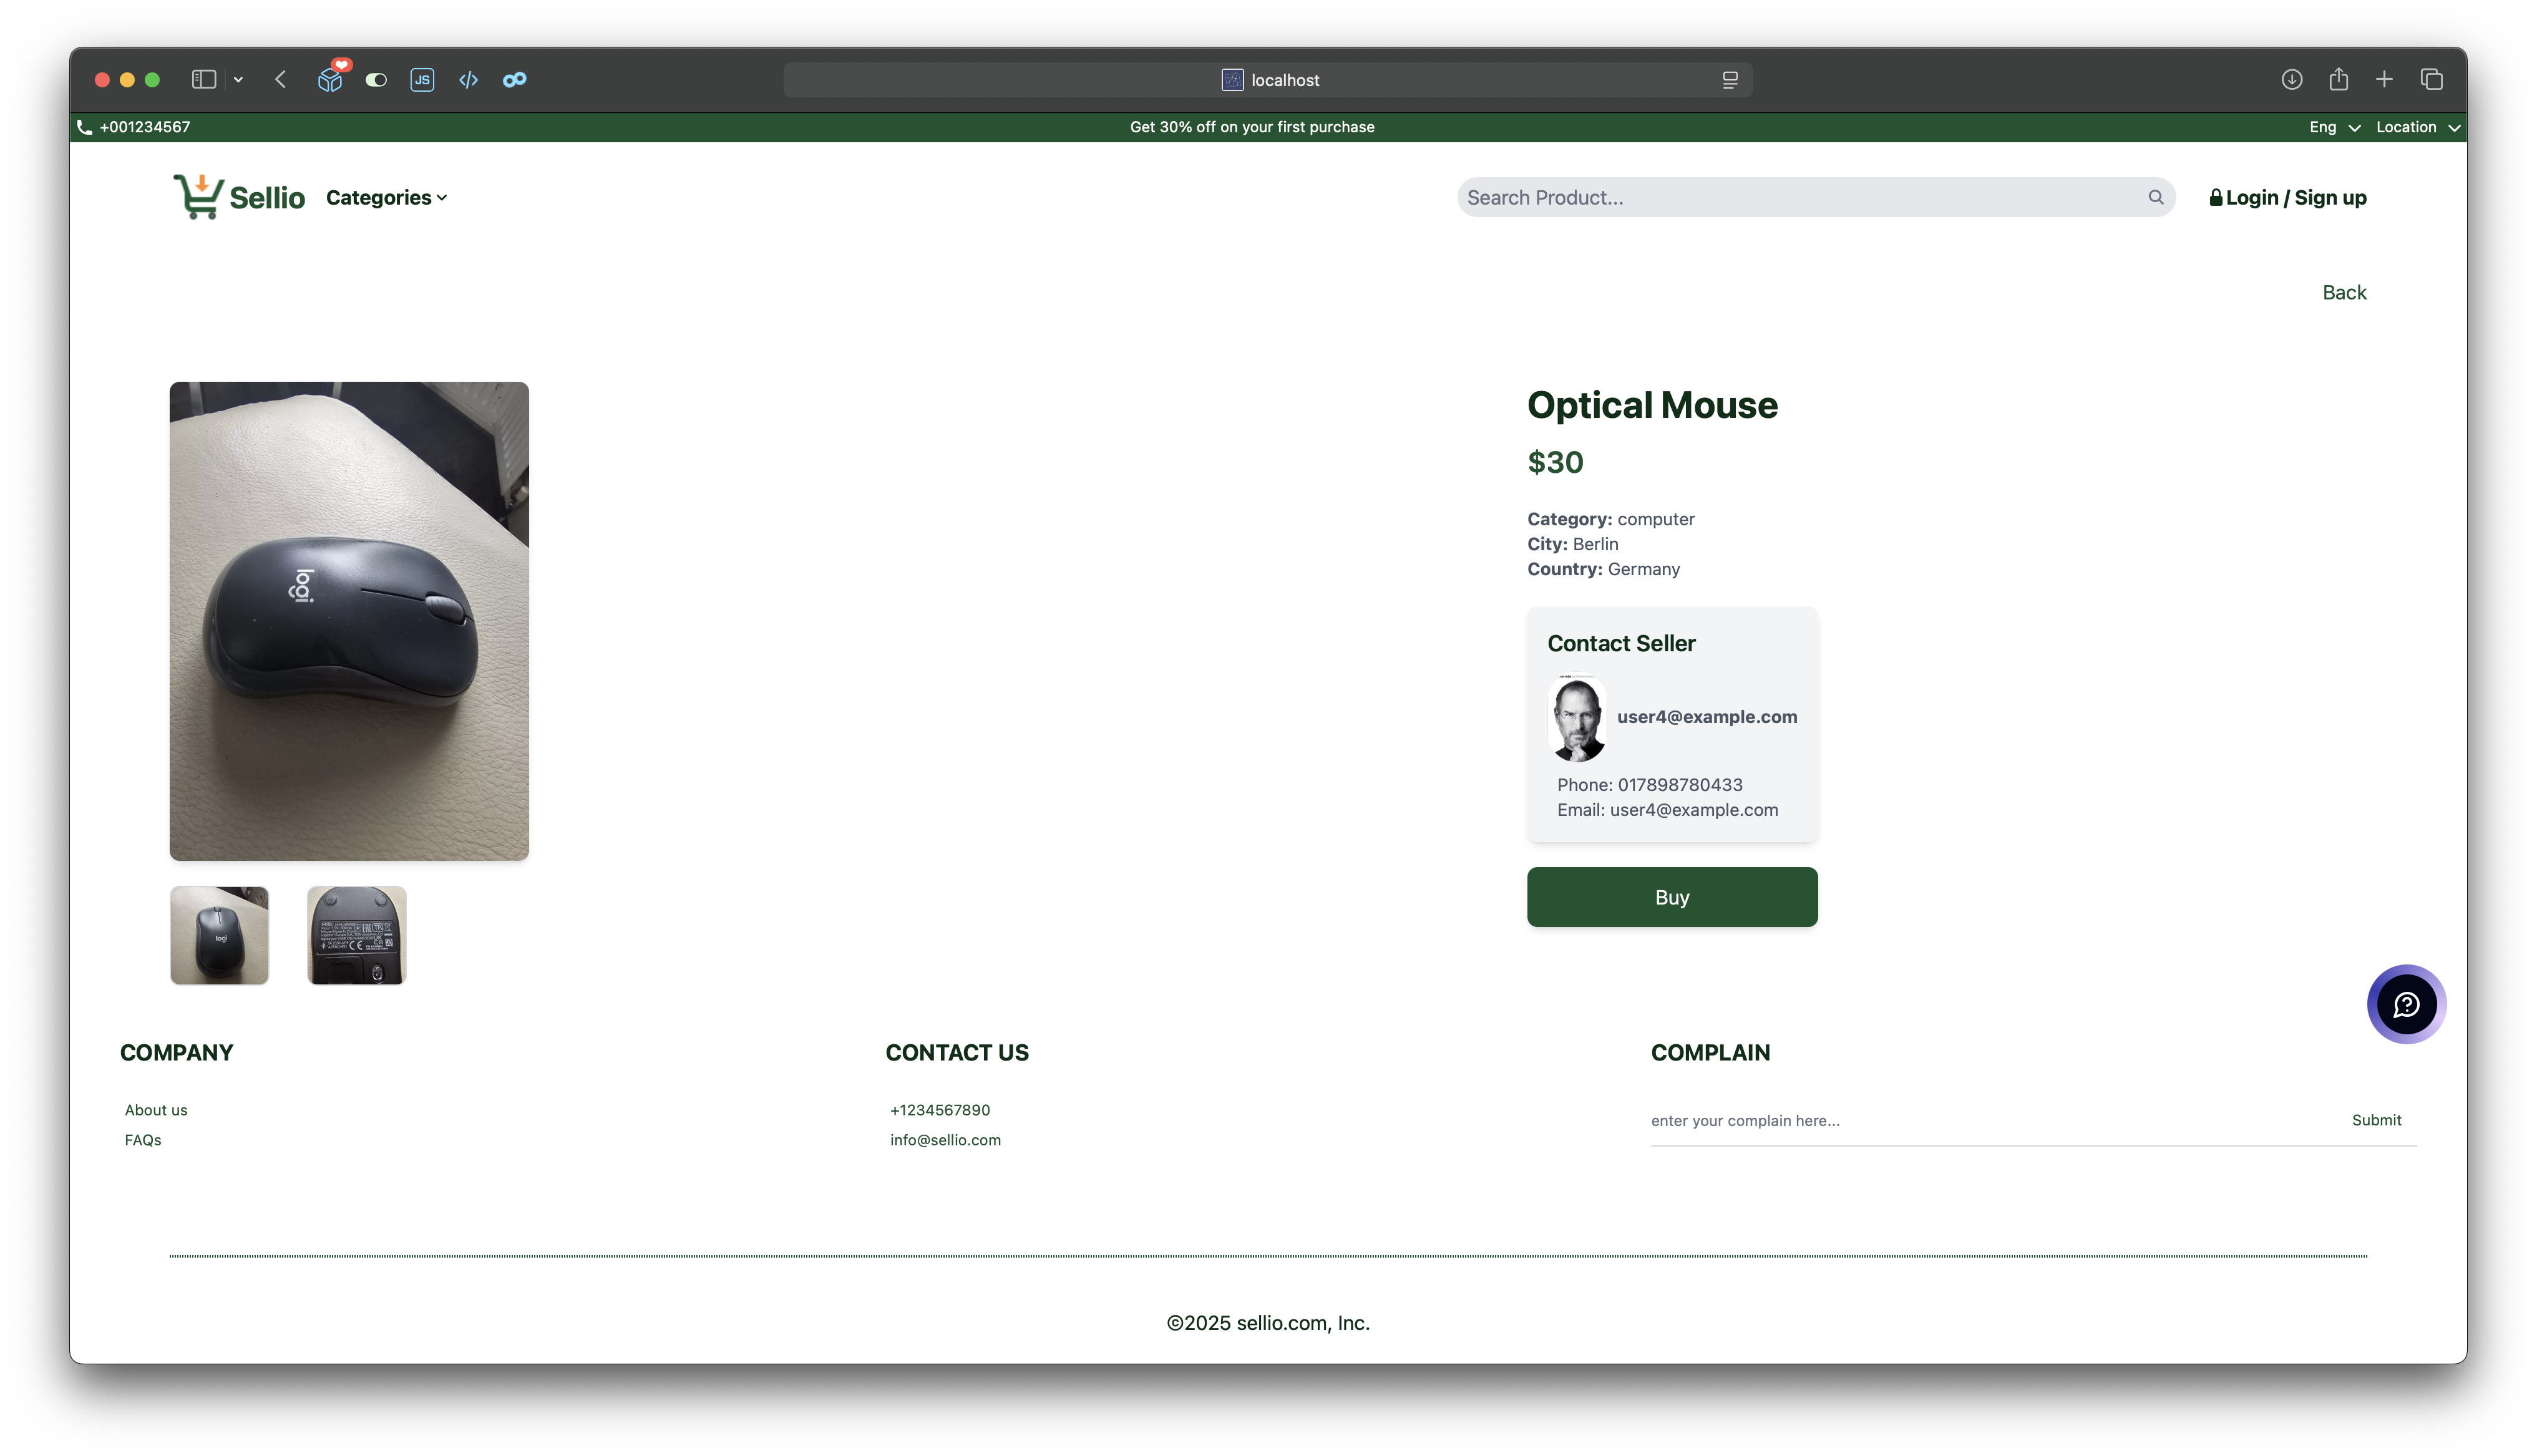 localhost
+001234567
Get 30% off on your first purchase
Eng
Location
Sellio
Categories
Search Product...
Login / Sign up
Back
logi
Optical Mouse
$30
Category: computer
City: Berlin
Country: Germany
Contact Seller
user4@example.com
Phone: 017898780433
Email: user4@example.com
Buy
logi
COMPANY
About us
FAQs
CONTACT US
+1234567890
info@sellio.com
COMPLAIN
enter your complain here...
Submit
©2025 sellio.com, Inc.